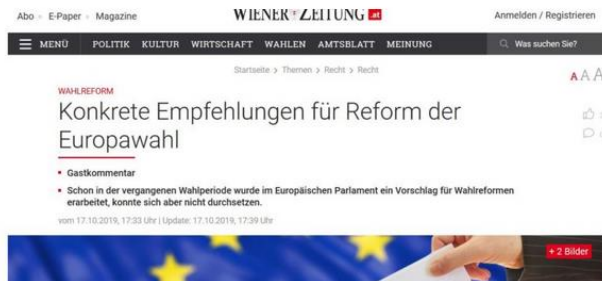 Abo E-Paper Magazine
WIENER ZEITUNG .at
Anmelden / Registrieren
MENÜ POLITIK KULTUR WIRTSCHAFT WAHLEN AMTSBLATT MEINUNG
Was suchen Sie?
Startseite > Themen > Recht > Recht
A A A
WAHLREFORM
Konkrete Empfehlungen für Reform der
Europawahl
Gastkommentar
Schon in der vergangenen Wahlperiode wurde im Europäischen Parlament ein Vorschlag für Wahlreformen
erarbeitet, konnte sich aber nicht durchsetzen.
vom 17.10.2019, 17:33 Uhr | Update: 17.10.2019, 17:39 Uhr
+ 2 Bilder